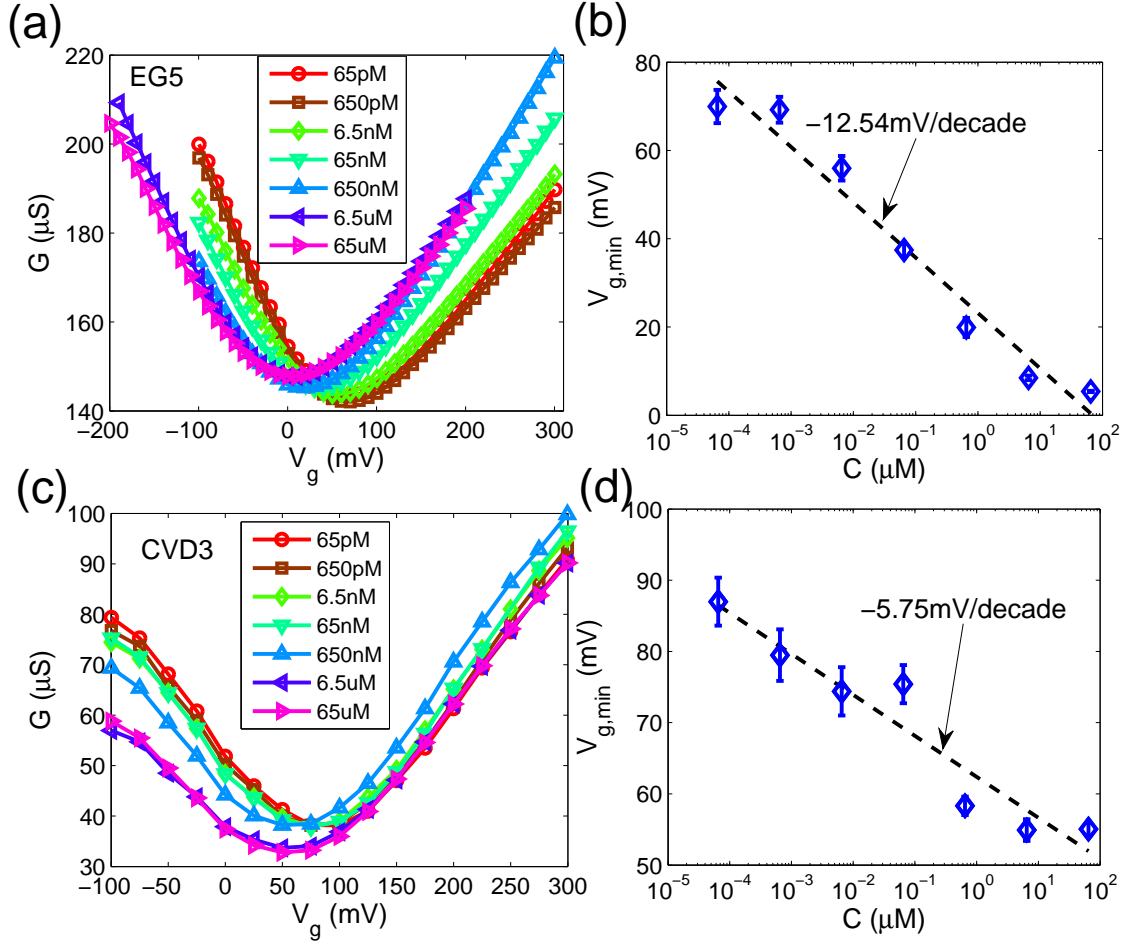 (a)
EG5
65pM
650pM
6.5nM
65nM
650nM
6.5uM
65uM
220
200
180
160
140
G (μS)
−200
−100
0
100
200
300
V_g (mV)
(b)
−12.54mV/decade
80
60
40
20
0
V_g,min (mV)
10^−5
10^−4
10^−3
10^−2
10^−1
10^0
10^1
10^2
C (μM)
(c)
CVD3
65pM
650pM
6.5nM
65nM
650nM
6.5uM
65uM
100
90
80
70
60
50
40
30
G (μS)
−100
−50
0
50
100
150
200
250
300
V_g (mV)
(d)
−5.75mV/decade
100
90
80
70
60
50
V_g,min (mV)
10^−5
10^−4
10^−3
10^−2
10^−1
10^0
10^1
10^2
C (μM)